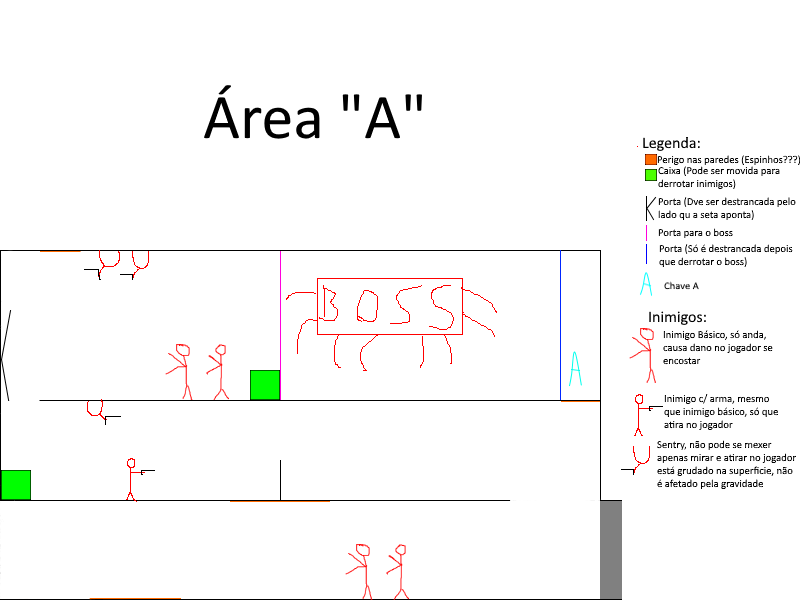 Área "A"
Legenda:
Perigo nas paredes (Espinhos???)
Caixa (Pode ser movida para
derrotar inimigos)
Porta (Dve ser destrancada pelo
lado qu a seta aponta)
Porta para o boss
Porta (Só é destrancada depois
que derrotar o boss)
A Chave A
BOSS
A
Inimigos:
Inimigo Básico, só anda,
causa dano no jogador se
encostar
Inimigo c/ arma, mesmo
que inimigo básico, só que
atira no jogador
Sentry, não pode se mexer
apenas mirar e atirar no jogador
está grudado na superficie, não
é afetado pela gravidade